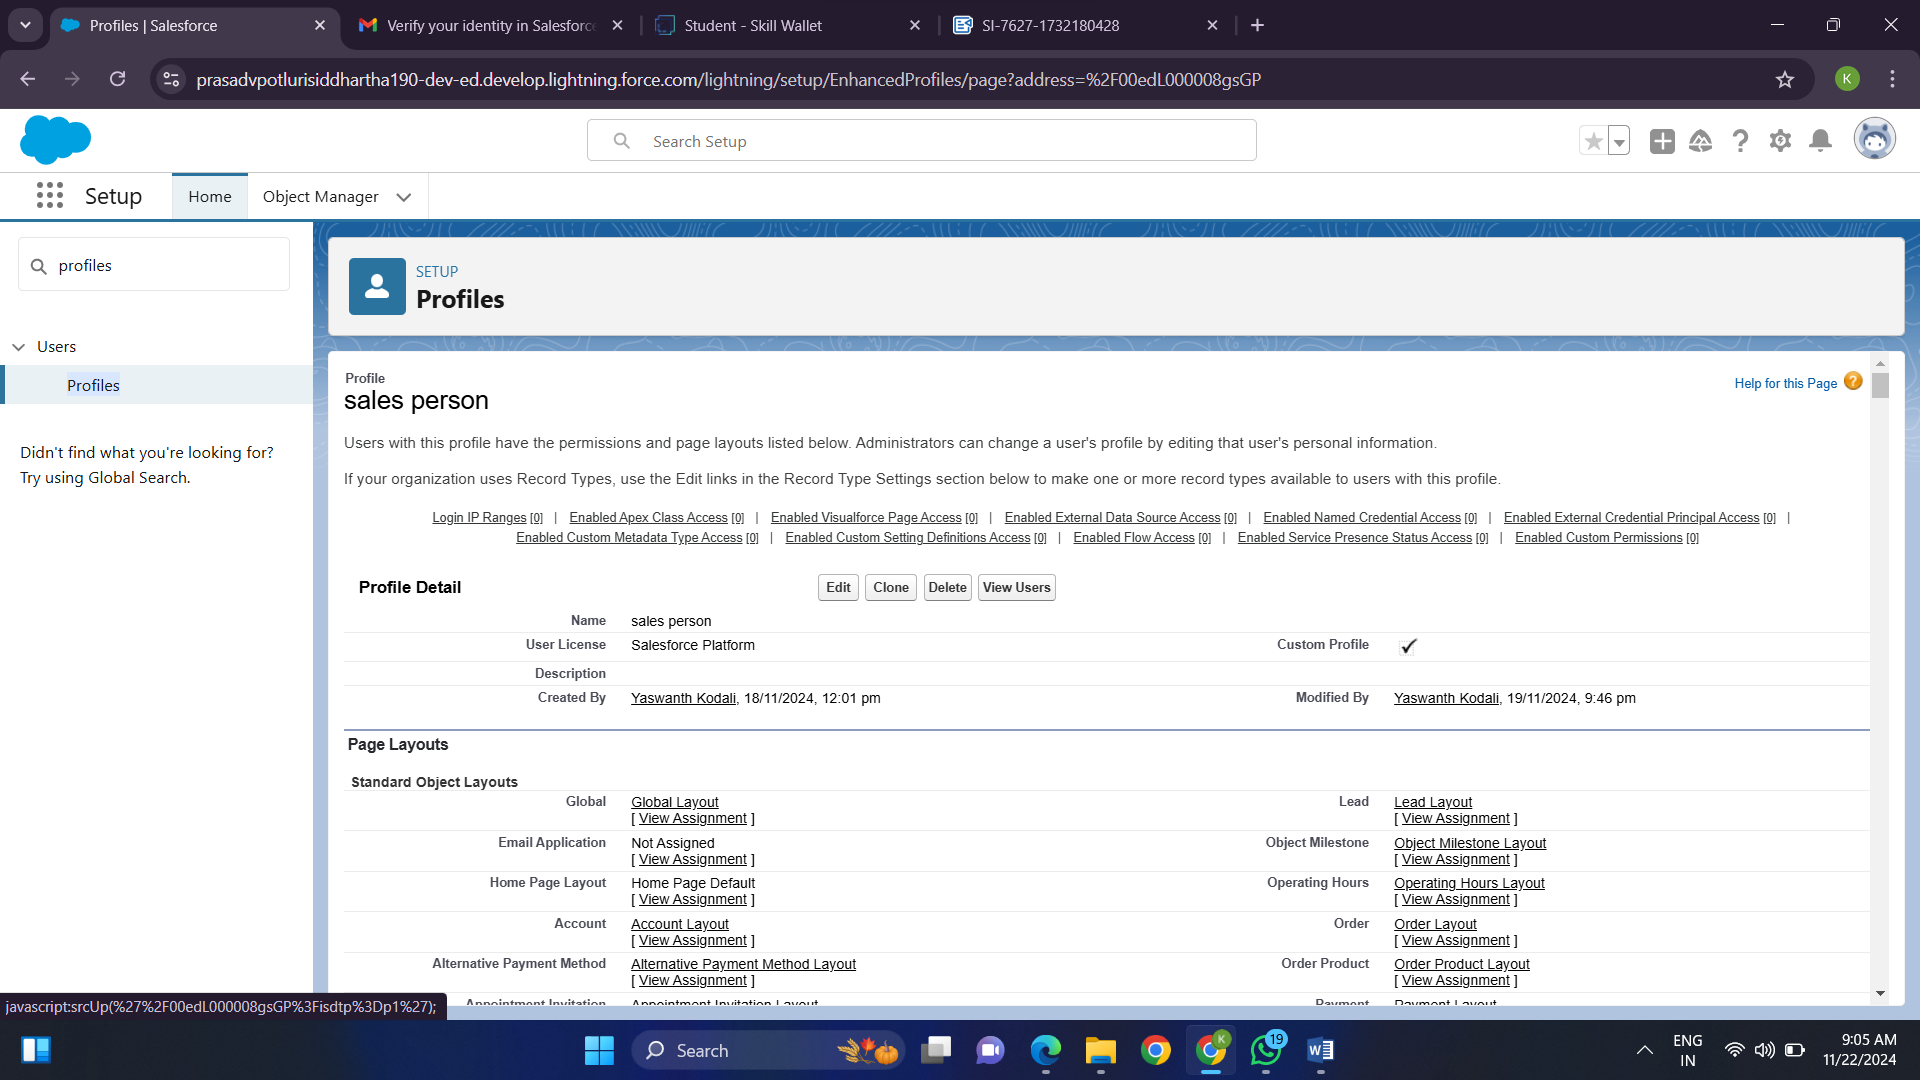 Profiles | Salesforce
Verify your identity in Salesforc
Student - Skill Wallet
SI-7627-1732180428
prasadvpotlurisiddhartha190-dev-ed.develop.lightning.force.com/lightning/setup/EnhancedProfiles/page?address=%2F00edL000008gsGP
K
Search Setup
Setup
Home
Object Manager
profiles
Users
Profiles
Didn't find what you're looking for?
Try using Global Search.
SETUP
Profiles
Profile
sales person
Help for this Page
Users with this profile have the permissions and page layouts listed below. Administrators can change a user's profile by editing that user's personal information.
If your organization uses Record Types, use the Edit links in the Record Type Settings section below to make one or more record types available to users with this profile.
Login IP Ranges [0] | Enabled Apex Class Access [0] | Enabled Visualforce Page Access [0] | Enabled External Data Source Access [0] | Enabled Named Credential Access [0] | Enabled External Credential Principal Access [0] |
Enabled Custom Metadata Type Access [0] | Enabled Custom Setting Definitions Access [0] | Enabled Flow Access [0] | Enabled Service Presence Status Access [0] | Enabled Custom Permissions [0]
Profile Detail
Edit Clone Delete View Users
Name sales person
User License Salesforce Platform Custom Profile
Description
Created By Yaswanth Kodali, 18/11/2024, 12:01 pm Modified By Yaswanth Kodali, 19/11/2024, 9:46 pm
Page Layouts
Standard Object Layouts
Global Global Layout Lead Lead Layout
[ View Assignment ] [ View Assignment ]
Email Application Not Assigned Object Milestone Object Milestone Layout
[ View Assignment ] [ View Assignment ]
Home Page Layout Home Page Default Operating Hours Operating Hours Layout
[ View Assignment ] [ View Assignment ]
Account Account Layout Order Order Layout
[ View Assignment ] [ View Assignment ]
Alternative Payment Method Alternative Payment Method Layout Order Product Order Product Layout
[ View Assignment ] [ View Assignment ]
Appointment Invitation Appointment Invitation Layout Payment Payment Layout
javascript:srcUp(%27%2F00edL000008gsGP%3Fisdtp%3Dp1%27);
Search
K
19
ENG
IN
9:05 AM
11/22/2024